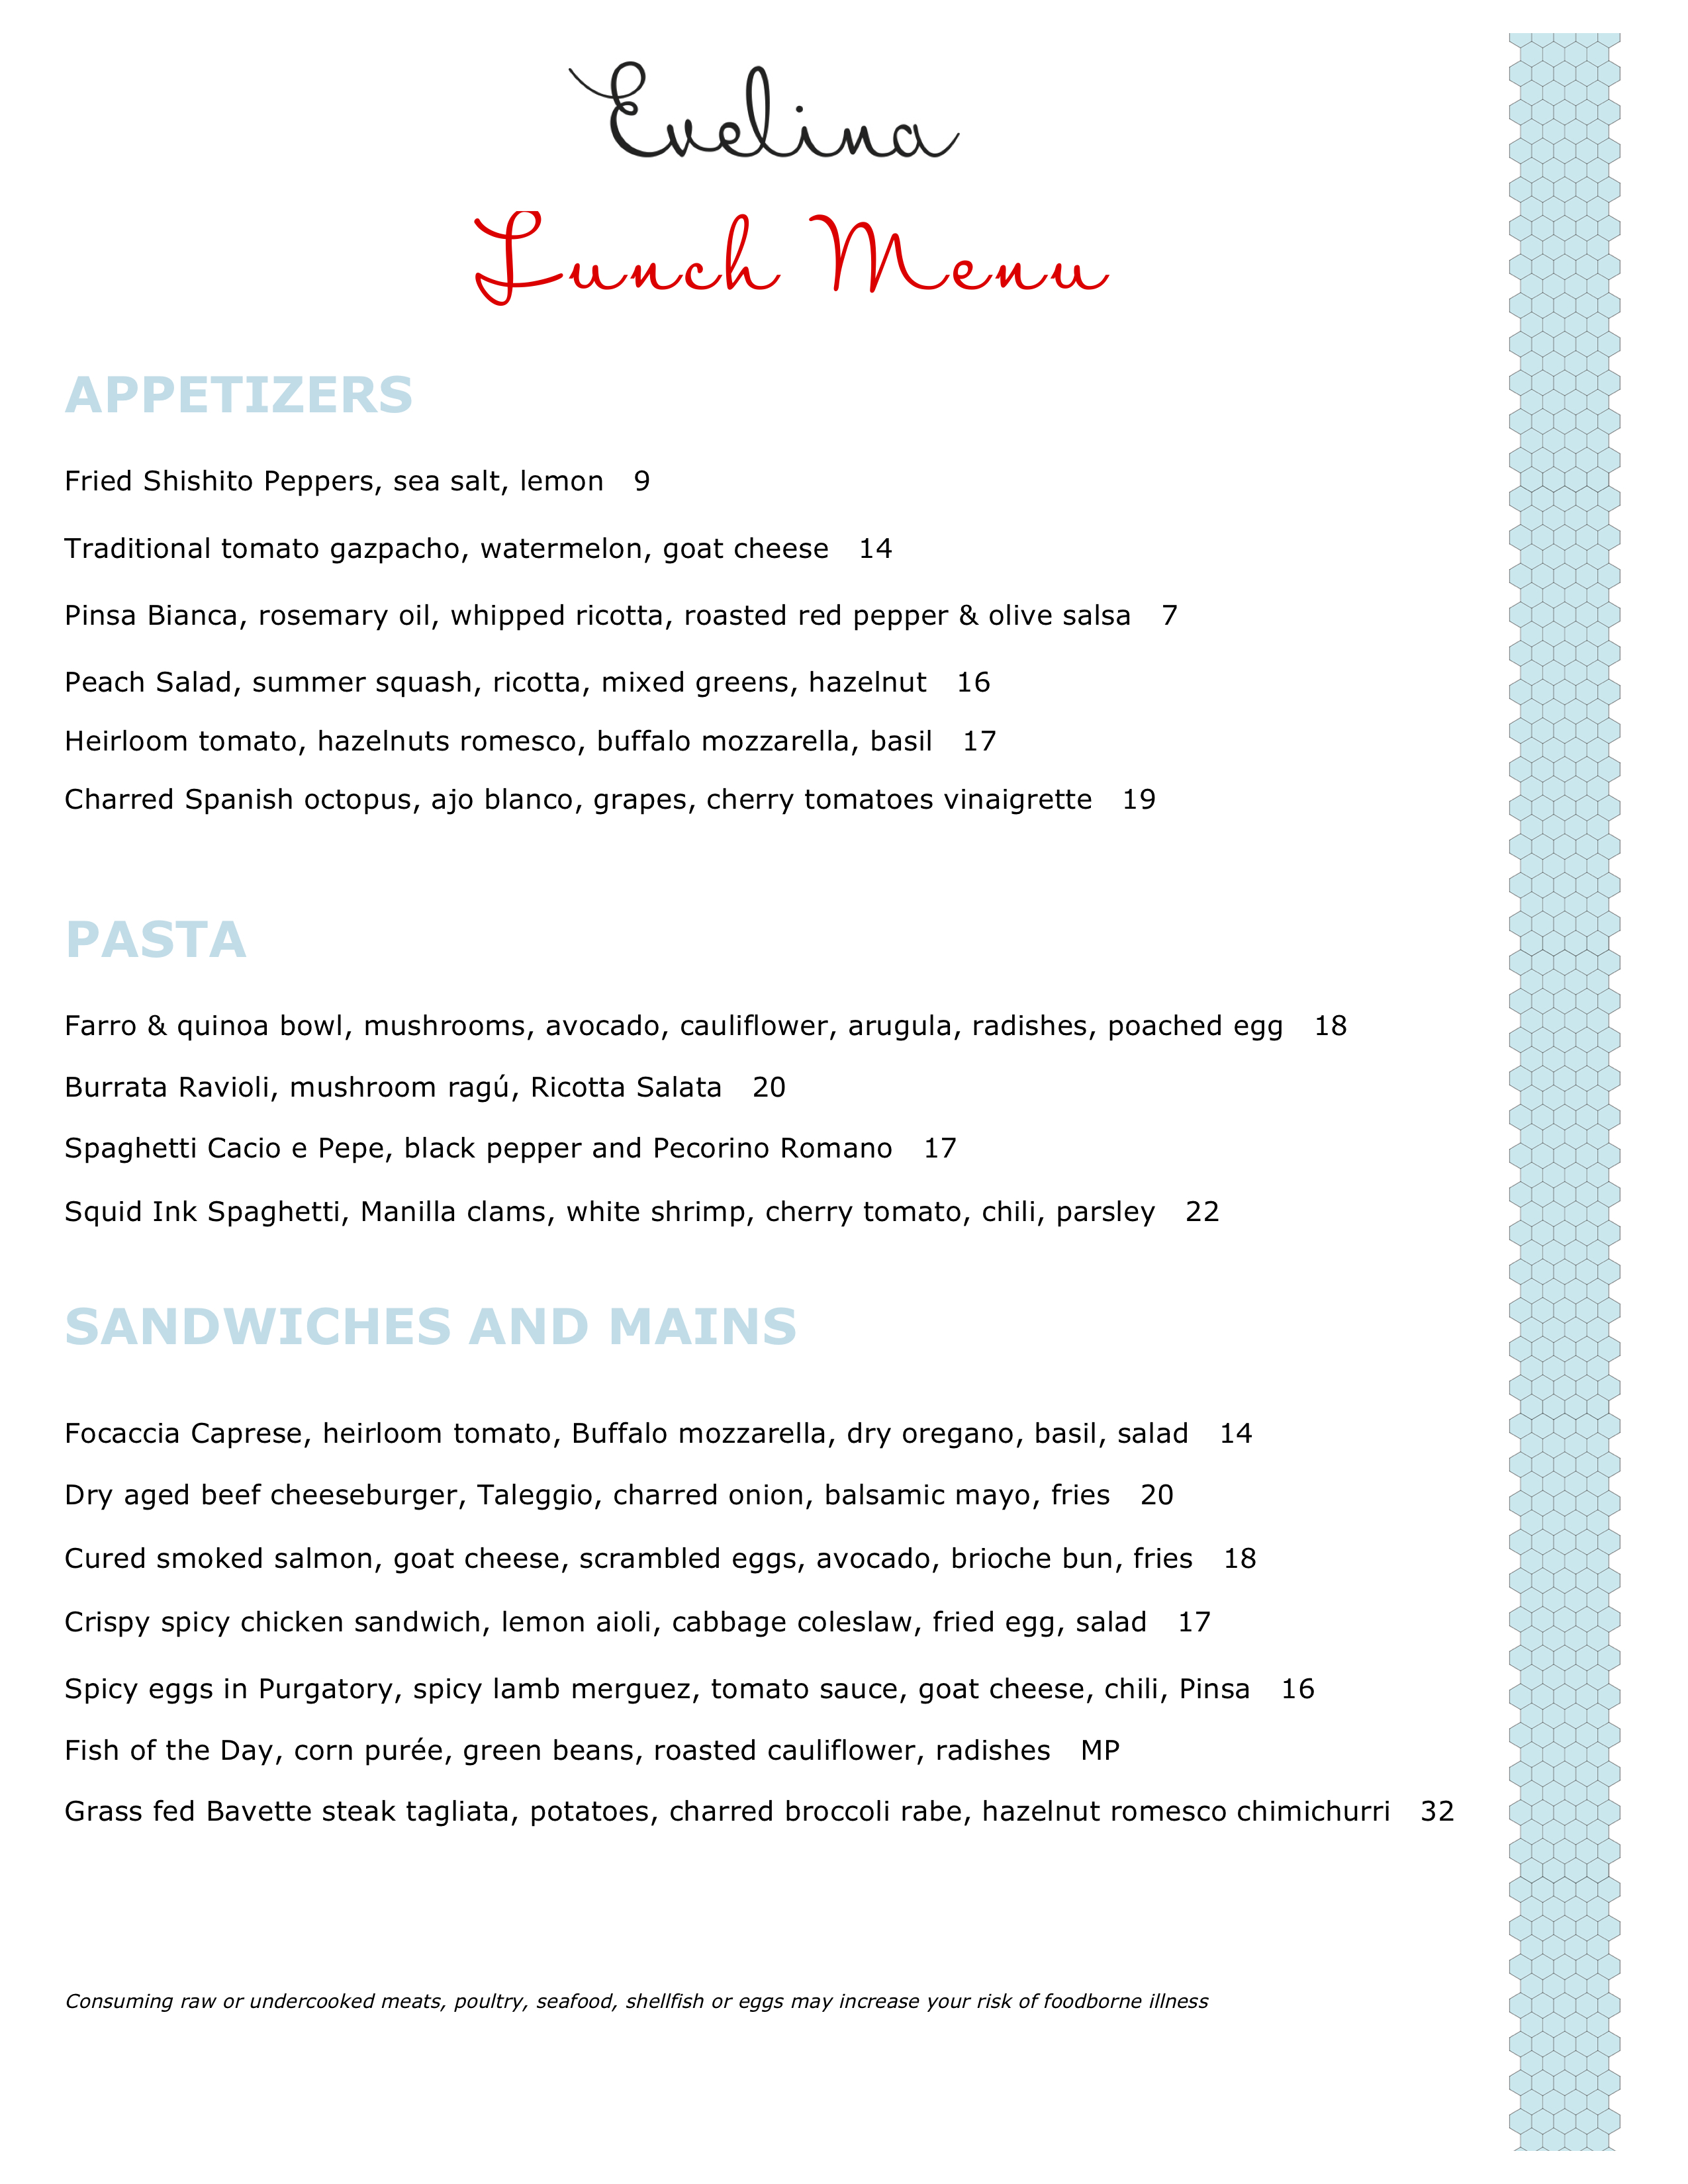 Evelina
Lunch Menu
APPETIZERS
Fried Shishito Peppers, sea salt, lemon 9
Traditional tomato gazpacho, watermelon, goat cheese 14
Pinsa Bianca, rosemary oil, whipped ricotta, roasted red pepper & olive salsa 7
Peach Salad, summer squash, ricotta, mixed greens, hazelnut 16
Heirloom tomato, hazelnuts romesco, buffalo mozzarella, basil 17
Charred Spanish octopus, ajo blanco, grapes, cherry tomatoes vinaigrette 19
PASTA
Farro & quinoa bowl, mushrooms, avocado, cauliflower, arugula, radishes, poached egg 18
Burrata Ravioli, mushroom ragú, Ricotta Salata 20
Spaghetti Cacio e Pepe, black pepper and Pecorino Romano 17
Squid Ink Spaghetti, Manilla clams, white shrimp, cherry tomato, chili, parsley 22
SANDWICHES AND MAINS
Focaccia Caprese, heirloom tomato, Buffalo mozzarella, dry oregano, basil, salad 14
Dry aged beef cheeseburger, Taleggio, charred onion, balsamic mayo, fries 20
Cured smoked salmon, goat cheese, scrambled eggs, avocado, brioche bun, fries 18
Crispy spicy chicken sandwich, lemon aioli, cabbage coleslaw, fried egg, salad 17
Spicy eggs in Purgatory, spicy lamb merguez, tomato sauce, goat cheese, chili, Pinsa 16
Fish of the Day, corn purée, green beans, roasted cauliflower, radishes MP
Grass fed Bavette steak tagliata, potatoes, charred broccoli rabe, hazelnut romesco chimichurri 32
Consuming raw or undercooked meats, poultry, seafood, shellfish or eggs may increase your risk of foodborne illness